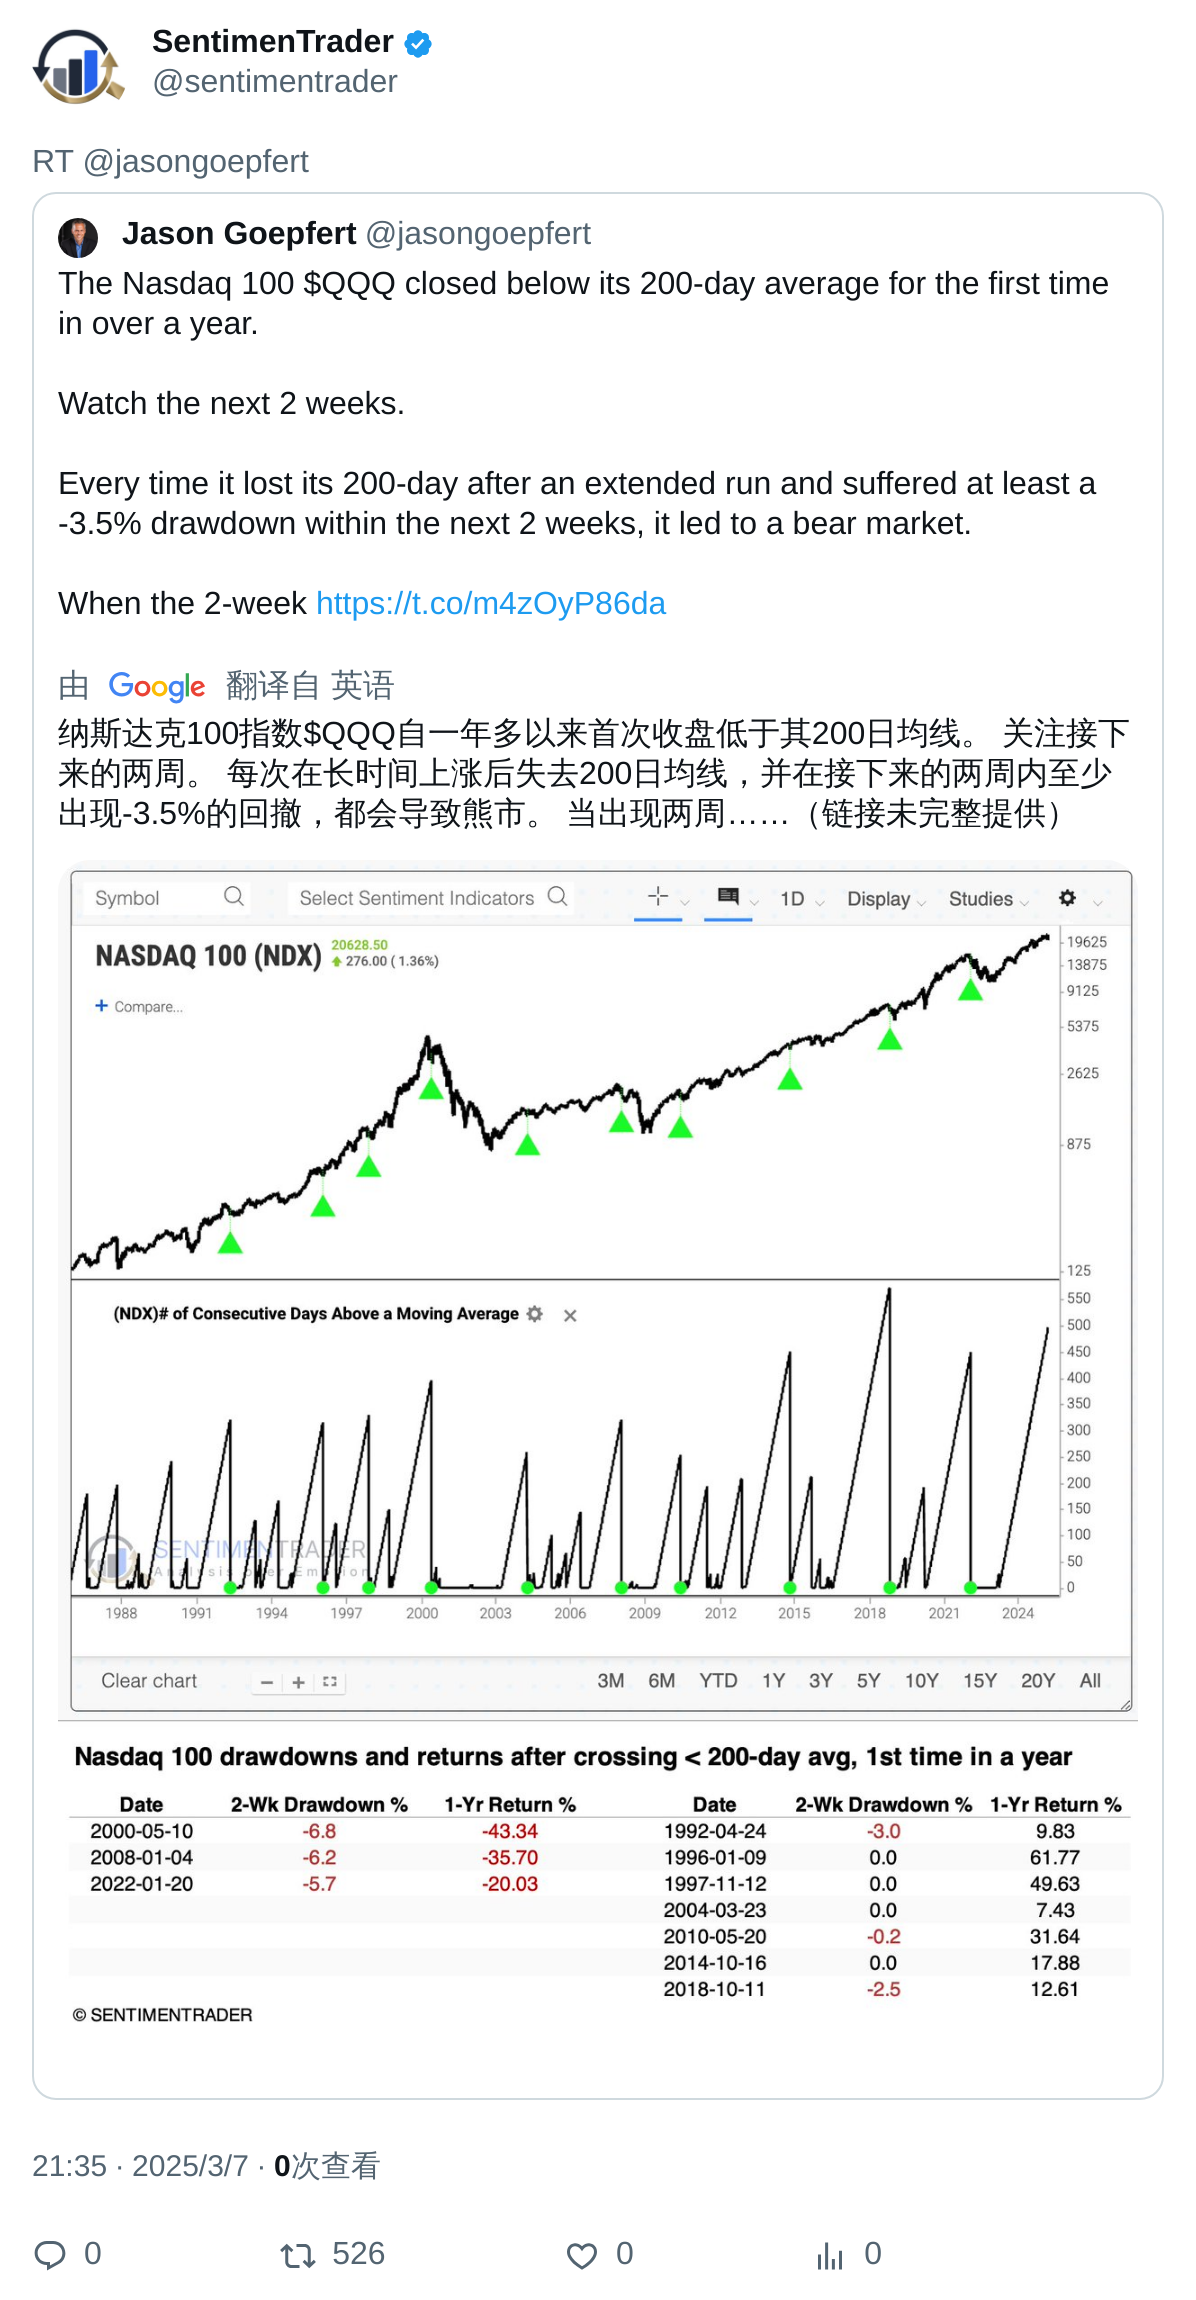 SentimenTrader
@sentimentrader
RT @jasongoepfert
Jason Goepfert @jasongoepfert
The Nasdaq 100 $QQQ closed below its 200-day average for the first time
in over a year.
Watch the next 2 weeks.
Every time it lost its 200-day after an extended run and suffered at least a
-3.5% drawdown within the next 2 weeks, it led to a bear market.
When the 2-week https://t.co/m4zOyP86da
由 Google 翻译自 英语
纳斯达克100指数$QQQ自一年多以来首次收盘低于其200日均线。 关注接下
来的两周。 每次在长时间上涨后失去200日均线，并在接下来的两周内至少
出现-3.5%的回撤，都会导致熊市。 当出现两周……（链接未完整提供）
Symbol Select Sentiment Indicators 1D Display Studies
NASDAQ 100 (NDX) 20628.50
276.00 ( 1.36%)
+ Compare...
19625
13875
9125
5375
2625
875
125
(NDX)# of Consecutive Days Above a Moving Average
550
500
450
400
350
300
250
200
150
100
50
0
SENTIMENTRADER
Analysis over Emotion
1988 1991 1994 1997 2000 2003 2006 2009 2012 2015 2018 2021 2024
Clear chart − + 3M 6M YTD 1Y 3Y 5Y 10Y 15Y 20Y All
Nasdaq 100 drawdowns and returns after crossing < 200-day avg, 1st time in a year
Date 2-Wk Drawdown % 1-Yr Return % Date 2-Wk Drawdown % 1-Yr Return %
2000-05-10 -6.8 -43.34 1992-04-24 -3.0 9.83
2008-01-04 -6.2 -35.70 1996-01-09 0.0 61.77
2022-01-20 -5.7 -20.03 1997-11-12 0.0 49.63
2004-03-23 0.0 7.43
2010-05-20 -0.2 31.64
2014-10-16 0.0 17.88
2018-10-11 -2.5 12.61
© SENTIMENTRADER
21:35 · 2025/3/7 · 0次查看
0 526 0 0